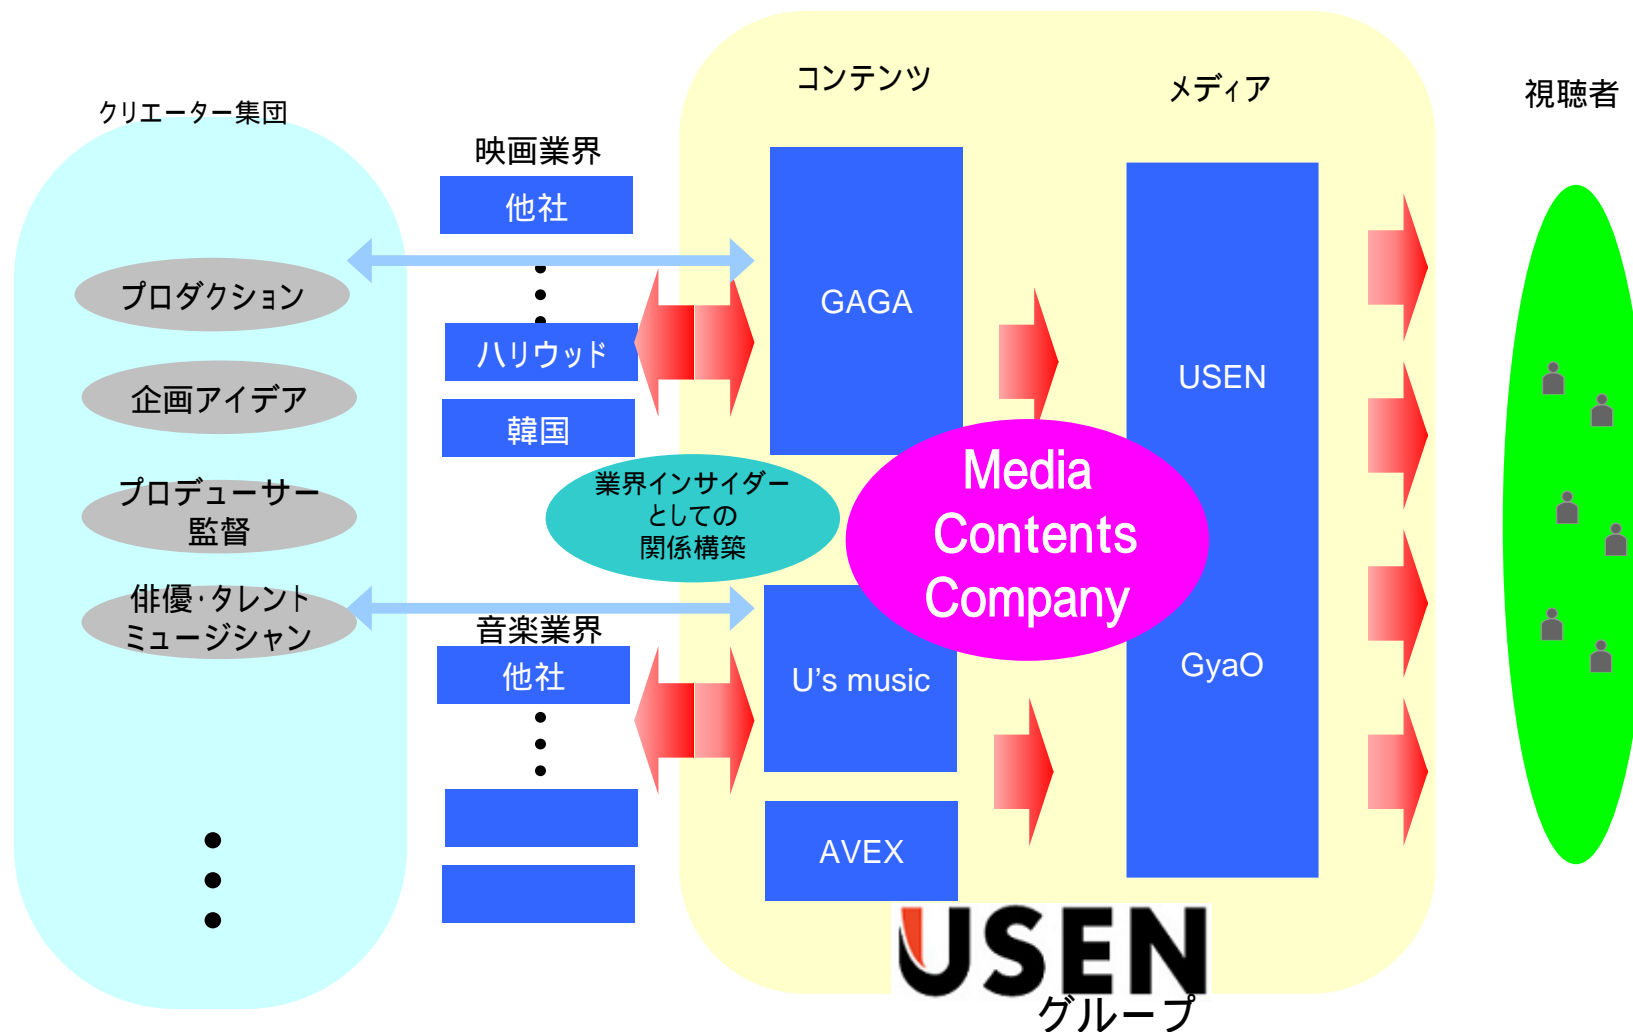 クリエーター集団
プロダクション
企画アイデア
プロデューサー
監督
俳優・タレント
ミュージシャン
映画業界
他社
ハリウッド
韓国
業界インサイダー
としての
関係構築
音楽業界
他社
コンテンツ
GAGA
U's music
AVEX
Media
Contents
Company
メディア
USEN
GyaO
視聴者
USEN
グループ